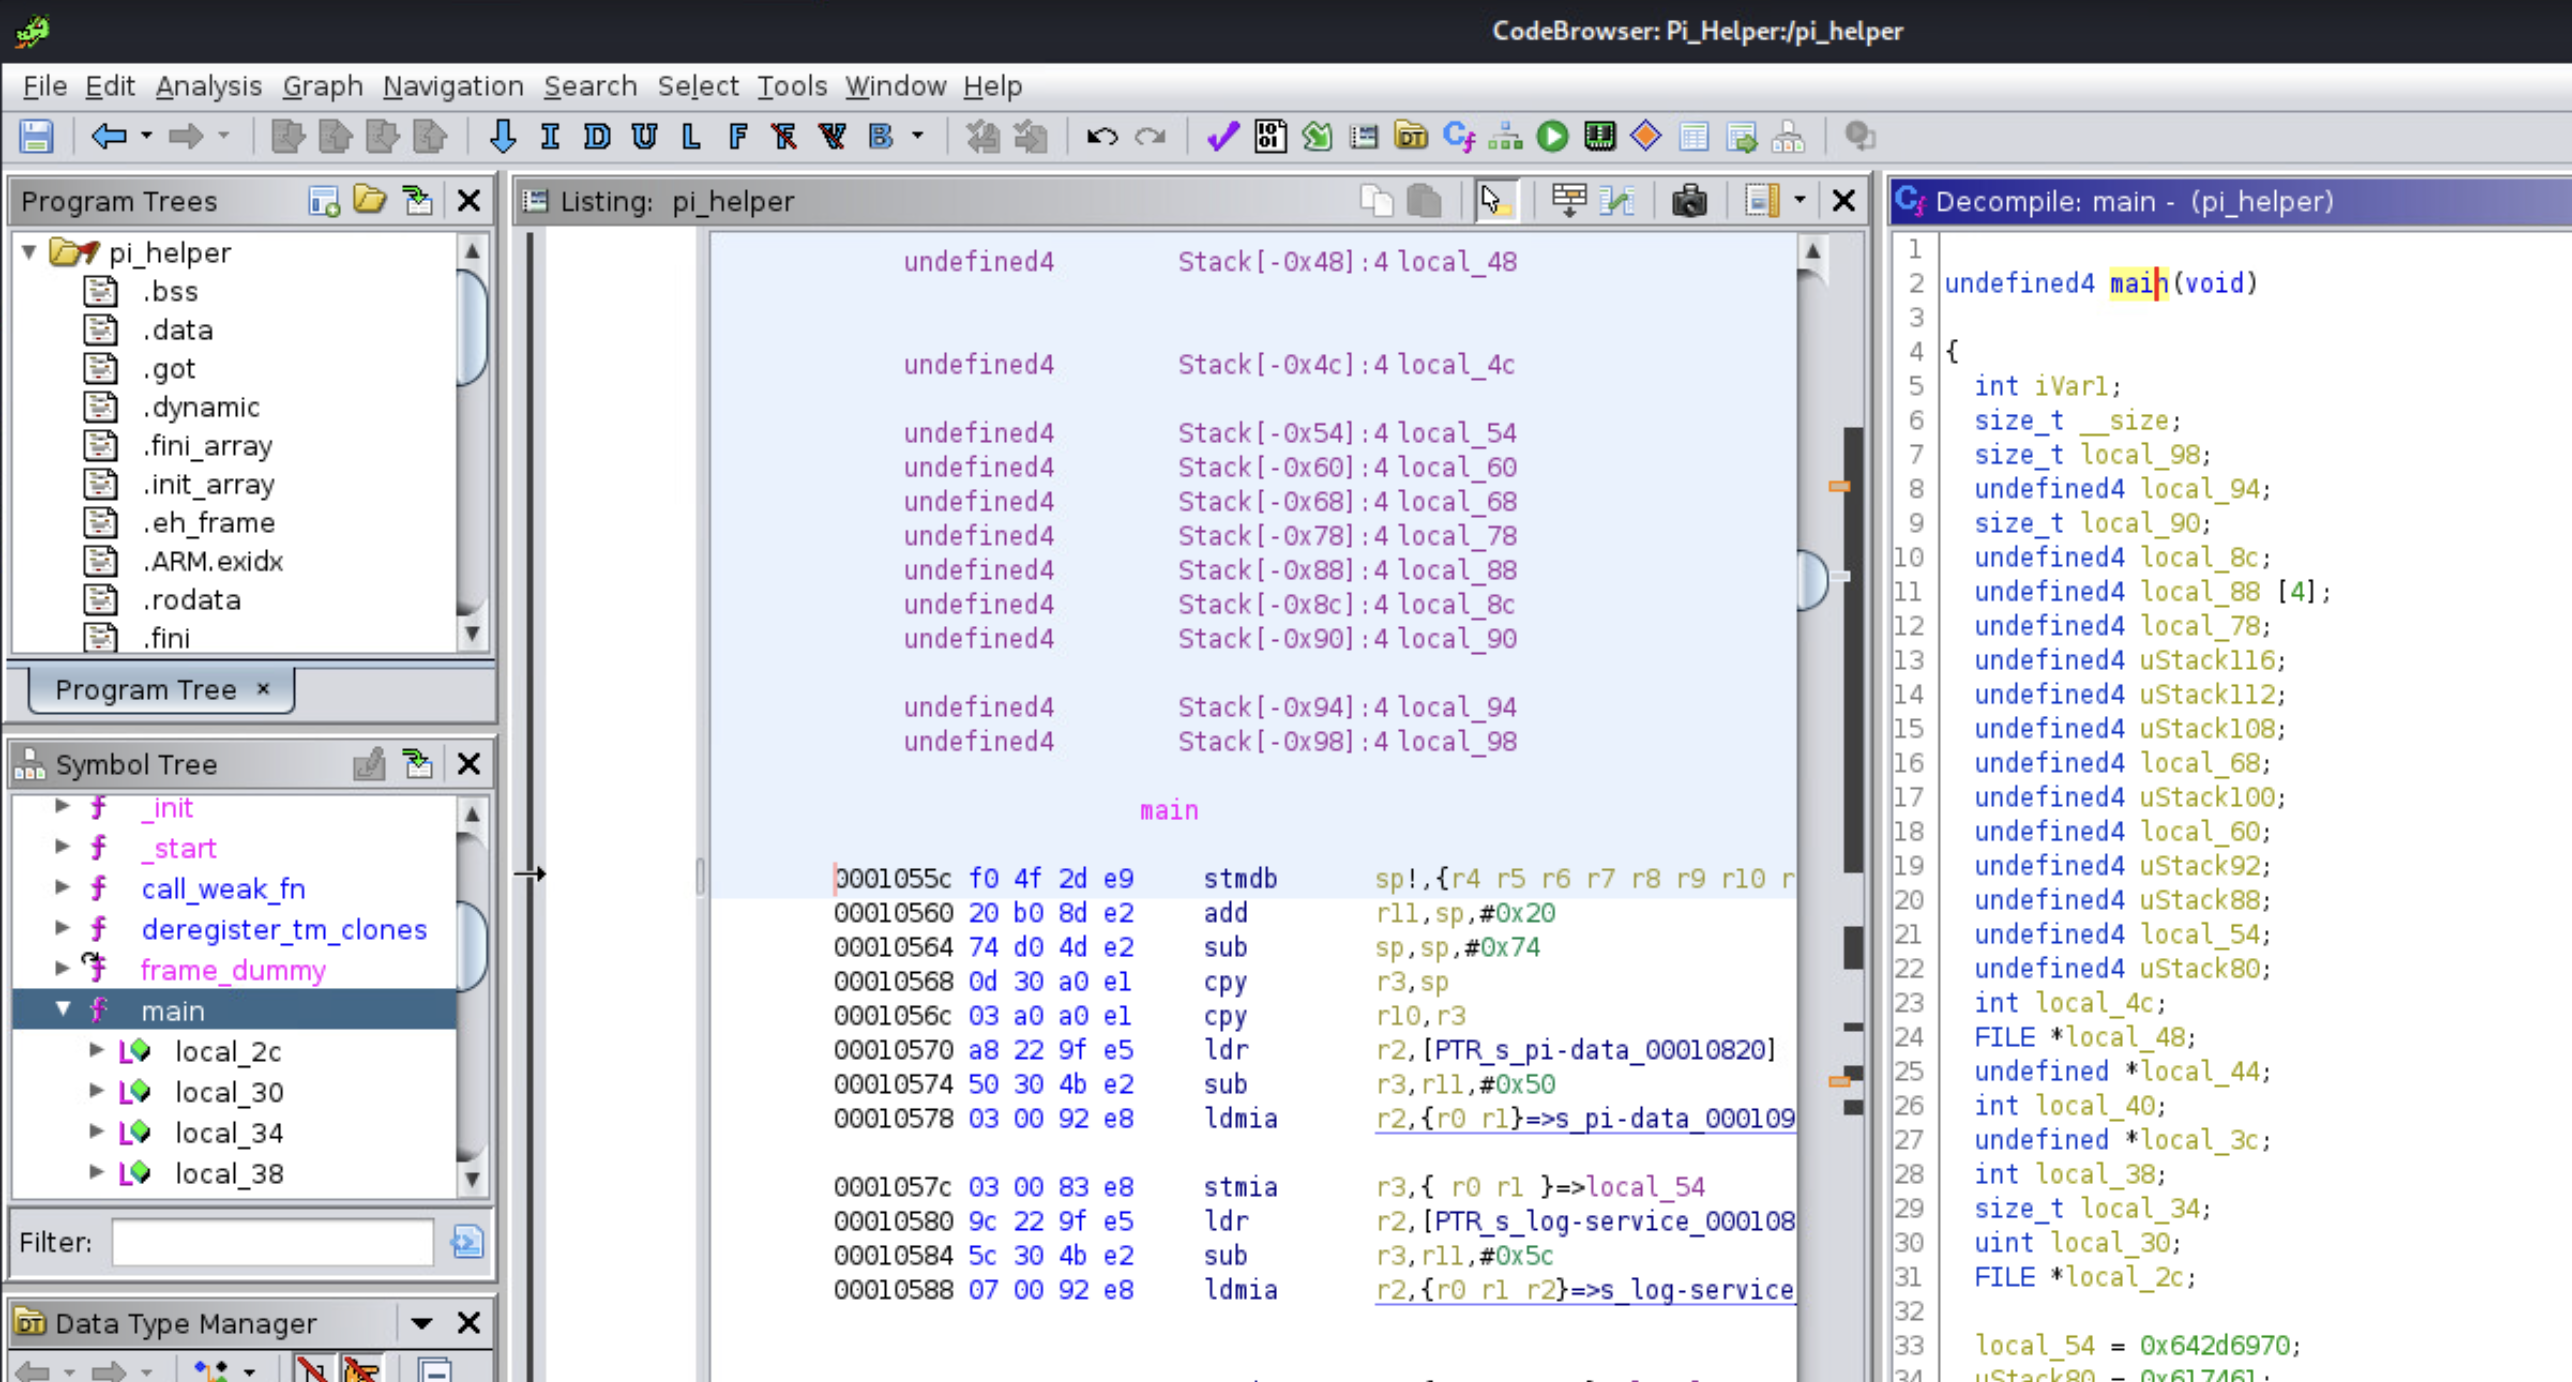 CodeBrowser: Pi_Helper:/pi_helper
File Edit Analysis Graph Navigation Search Select Tools Window Help
I D U L F F V B
Program Trees
pi_helper
.bss
.data
.got
.dynamic
.fini_array
.init_array
.eh_frame
.ARM.exidx
.rodata
.fini
Program Tree ×
Symbol Tree
_init
_start
call_weak_fn
deregister_tm_clones
frame_dummy
main
local_2c
local_30
local_34
local_38
Filter:
Data Type Manager
Listing: pi_helper
undefined4 Stack[-0x48]:4 local_48
undefined4 Stack[-0x4c]:4 local_4c
undefined4 Stack[-0x54]:4 local_54
undefined4 Stack[-0x60]:4 local_60
undefined4 Stack[-0x68]:4 local_68
undefined4 Stack[-0x78]:4 local_78
undefined4 Stack[-0x88]:4 local_88
undefined4 Stack[-0x8c]:4 local_8c
undefined4 Stack[-0x90]:4 local_90
undefined4 Stack[-0x94]:4 local_94
undefined4 Stack[-0x98]:4 local_98
main
0001055c f0 4f 2d e9 stmdb sp!,{r4 r5 r6 r7 r8 r9 r10 r
00010560 20 b0 8d e2 add r11,sp,#0x20
00010564 74 d0 4d e2 sub sp,sp,#0x74
00010568 0d 30 a0 e1 cpy r3,sp
0001056c 03 a0 a0 e1 cpy r10,r3
00010570 a8 22 9f e5 ldr r2,[PTR_s_pi-data_00010820]
00010574 50 30 4b e2 sub r3,r11,#0x50
00010578 03 00 92 e8 ldmia r2,{r0 r1}=>s_pi-data_000109
0001057c 03 00 83 e8 stmia r3,{ r0 r1 }=>local_54
00010580 9c 22 9f e5 ldr r2,[PTR_s_log-service_000108
00010584 5c 30 4b e2 sub r3,r11,#0x5c
00010588 07 00 92 e8 ldmia r2,{r0 r1 r2}=>s_log-service
Decompile: main - (pi_helper)
1
2 undefined4 main(void)
3
4 {
5 int iVar1;
6 size_t __size;
7 size_t local_98;
8 undefined4 local_94;
9 size_t local_90;
10 undefined4 local_8c;
11 undefined4 local_88 [4];
12 undefined4 local_78;
13 undefined4 uStack116;
14 undefined4 uStack112;
15 undefined4 uStack108;
16 undefined4 local_68;
17 undefined4 uStack100;
18 undefined4 local_60;
19 undefined4 uStack92;
20 undefined4 uStack88;
21 undefined4 local_54;
22 undefined4 uStack80;
23 int local_4c;
24 FILE *local_48;
25 undefined *local_44;
26 int local_40;
27 undefined *local_3c;
28 int local_38;
29 size_t local_34;
30 uint local_30;
31 FILE *local_2c;
32
33 local_54 = 0x642d6970;
34 uStack80 = 0x617461;